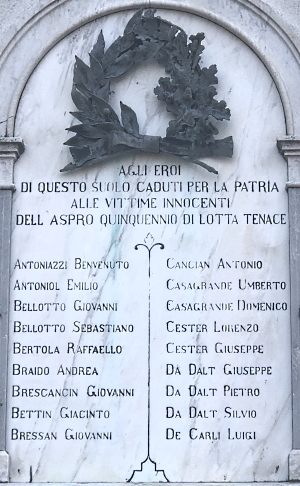 AGLI EROI
DI QUESTO SUOLO CADUTI PER LA PATRIA
ALLE VITTIME INNOCENTI
DELL'ASPRO QUINQUENNIO DI LOTTA TENACE
ANTONIAZZI BENVENUTO
ANTONIOL EMILIO
BELLOTTO GIOVANNI
BELLOTTO SEBASTIANO
BERTOLA RAFFAELLO
BRAIDO ANDREA
BRESCANCIN GIOVANNI
BETTIN GIACINTO
BRESSAN GIOVANNI
CANCIAN ANTONIO
CASAGRANDE UMBERTO
CASAGRANDE DOMENICO
CESTER LORENZO
CESTER GIUSEPPE
DA DALT GIUSEPPE
DA DALT PIETRO
DA DALT SILVIO
DE CARLI LUIGI